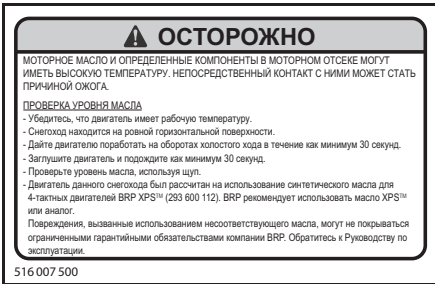 ОСТОРОЖНО
МОТОРНОЕ МАСЛО И ОПРЕДЕЛЕННЫЕ КОМПОНЕНТЫ В МОТОРНОМ ОТСЕКЕ МОГУТ
ИМЕТЬ ВЫСОКУЮ ТЕМПЕРАТУРУ. НЕПОСРЕДСТВЕННЫЙ КОНТАКТ С НИМИ МОЖЕТ СТАТЬ
ПРИЧИНОЙ ОЖОГА.
ПРОВЕРКА УРОВНЯ МАСЛА
- Убедитесь, что двигатель имеет рабочую температуру.
- Снегоход находится на ровной горизонтальной поверхности.
- Дайте двигателю поработать на оборотах холостого хода в течение как минимум 30 секунд.
- Заглушите двигатель и подождите как минимум 30 секунд.
- Проверьте уровень масла, используя щуп.
- Двигатель данного снегохода был рассчитан на использование синтетического масла для
4-тактных двигателей BRP XPS™ (293 600 112). BRP рекомендует использовать масло XPS™
или аналог.
Повреждения, вызванные использованием несоответствующего масла, могут не покрываться
ограниченными гарантийными обязательствами компании BRP. Обратитесь к Руководству по
эксплуатации.
516 007 500